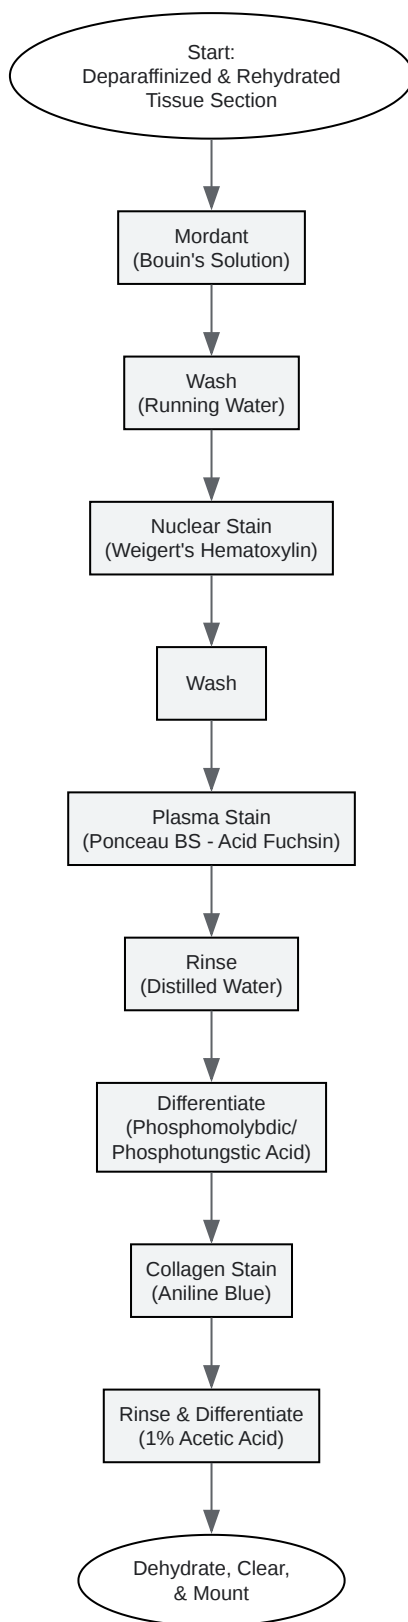 Start:
Deparaffinized & Rehydrated
Tissue Section
Mordant
(Bouin's Solution)
Wash
(Running Water)
Nuclear Stain
(Weigert's Hematoxylin)
Wash
Plasma Stain
(Ponceau BS - Acid Fuchsin)
Rinse
(Distilled Water)
Differentiate
(Phosphomolybdic/
Phosphotungstic Acid)
Collagen Stain
(Aniline Blue)
Rinse & Differentiate
(1% Acetic Acid)
Dehydrate, Clear,
& Mount